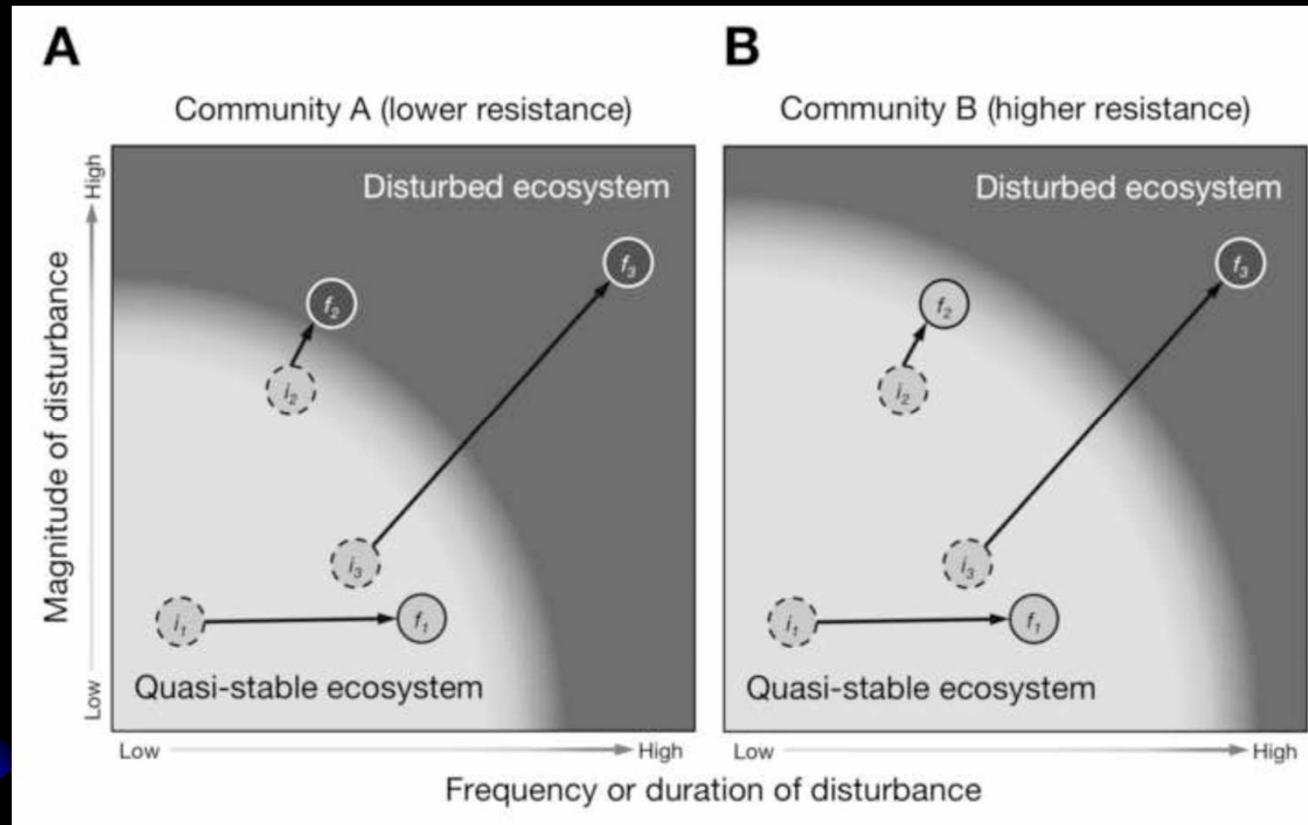 A
Community A (lower resistance)
High
Magnitude of disturbance
Low
Disturbed ecosystem
f₃
f₂
i₂
i₃
i₁
f₁
Quasi-stable ecosystem
Low
High
B
Community B (higher resistance)
Disturbed ecosystem
f₃
f₂
i₂
i₃
i₁
f₁
Quasi-stable ecosystem
Low
High
Frequency or duration of disturbance